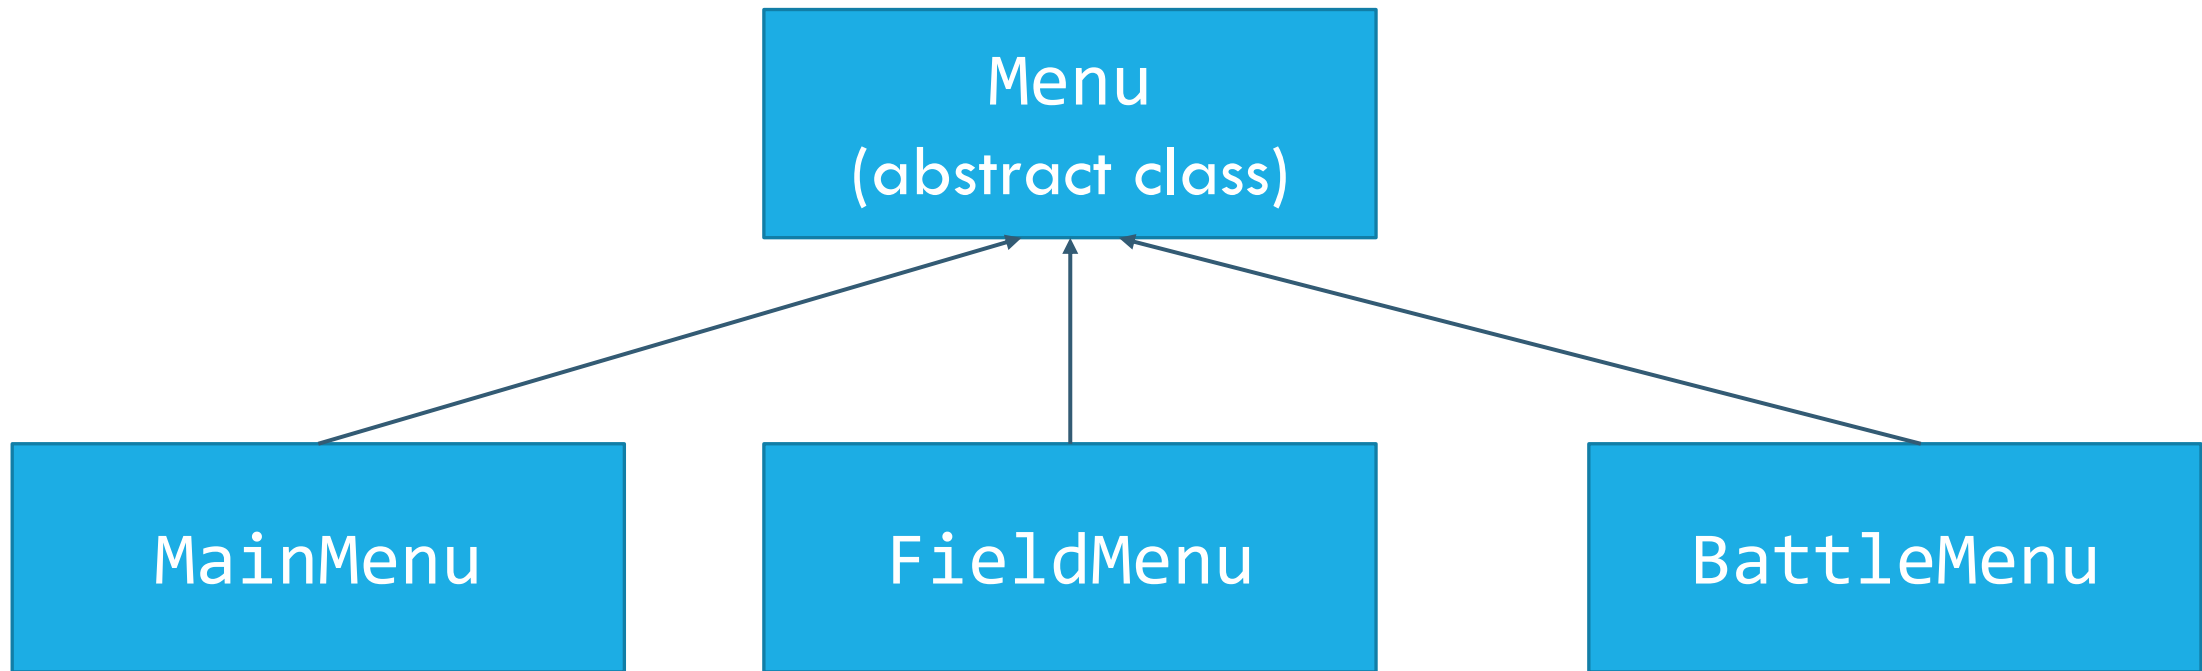 Menu
(abstract class)
MainMenu
FieldMenu
BattleMenu